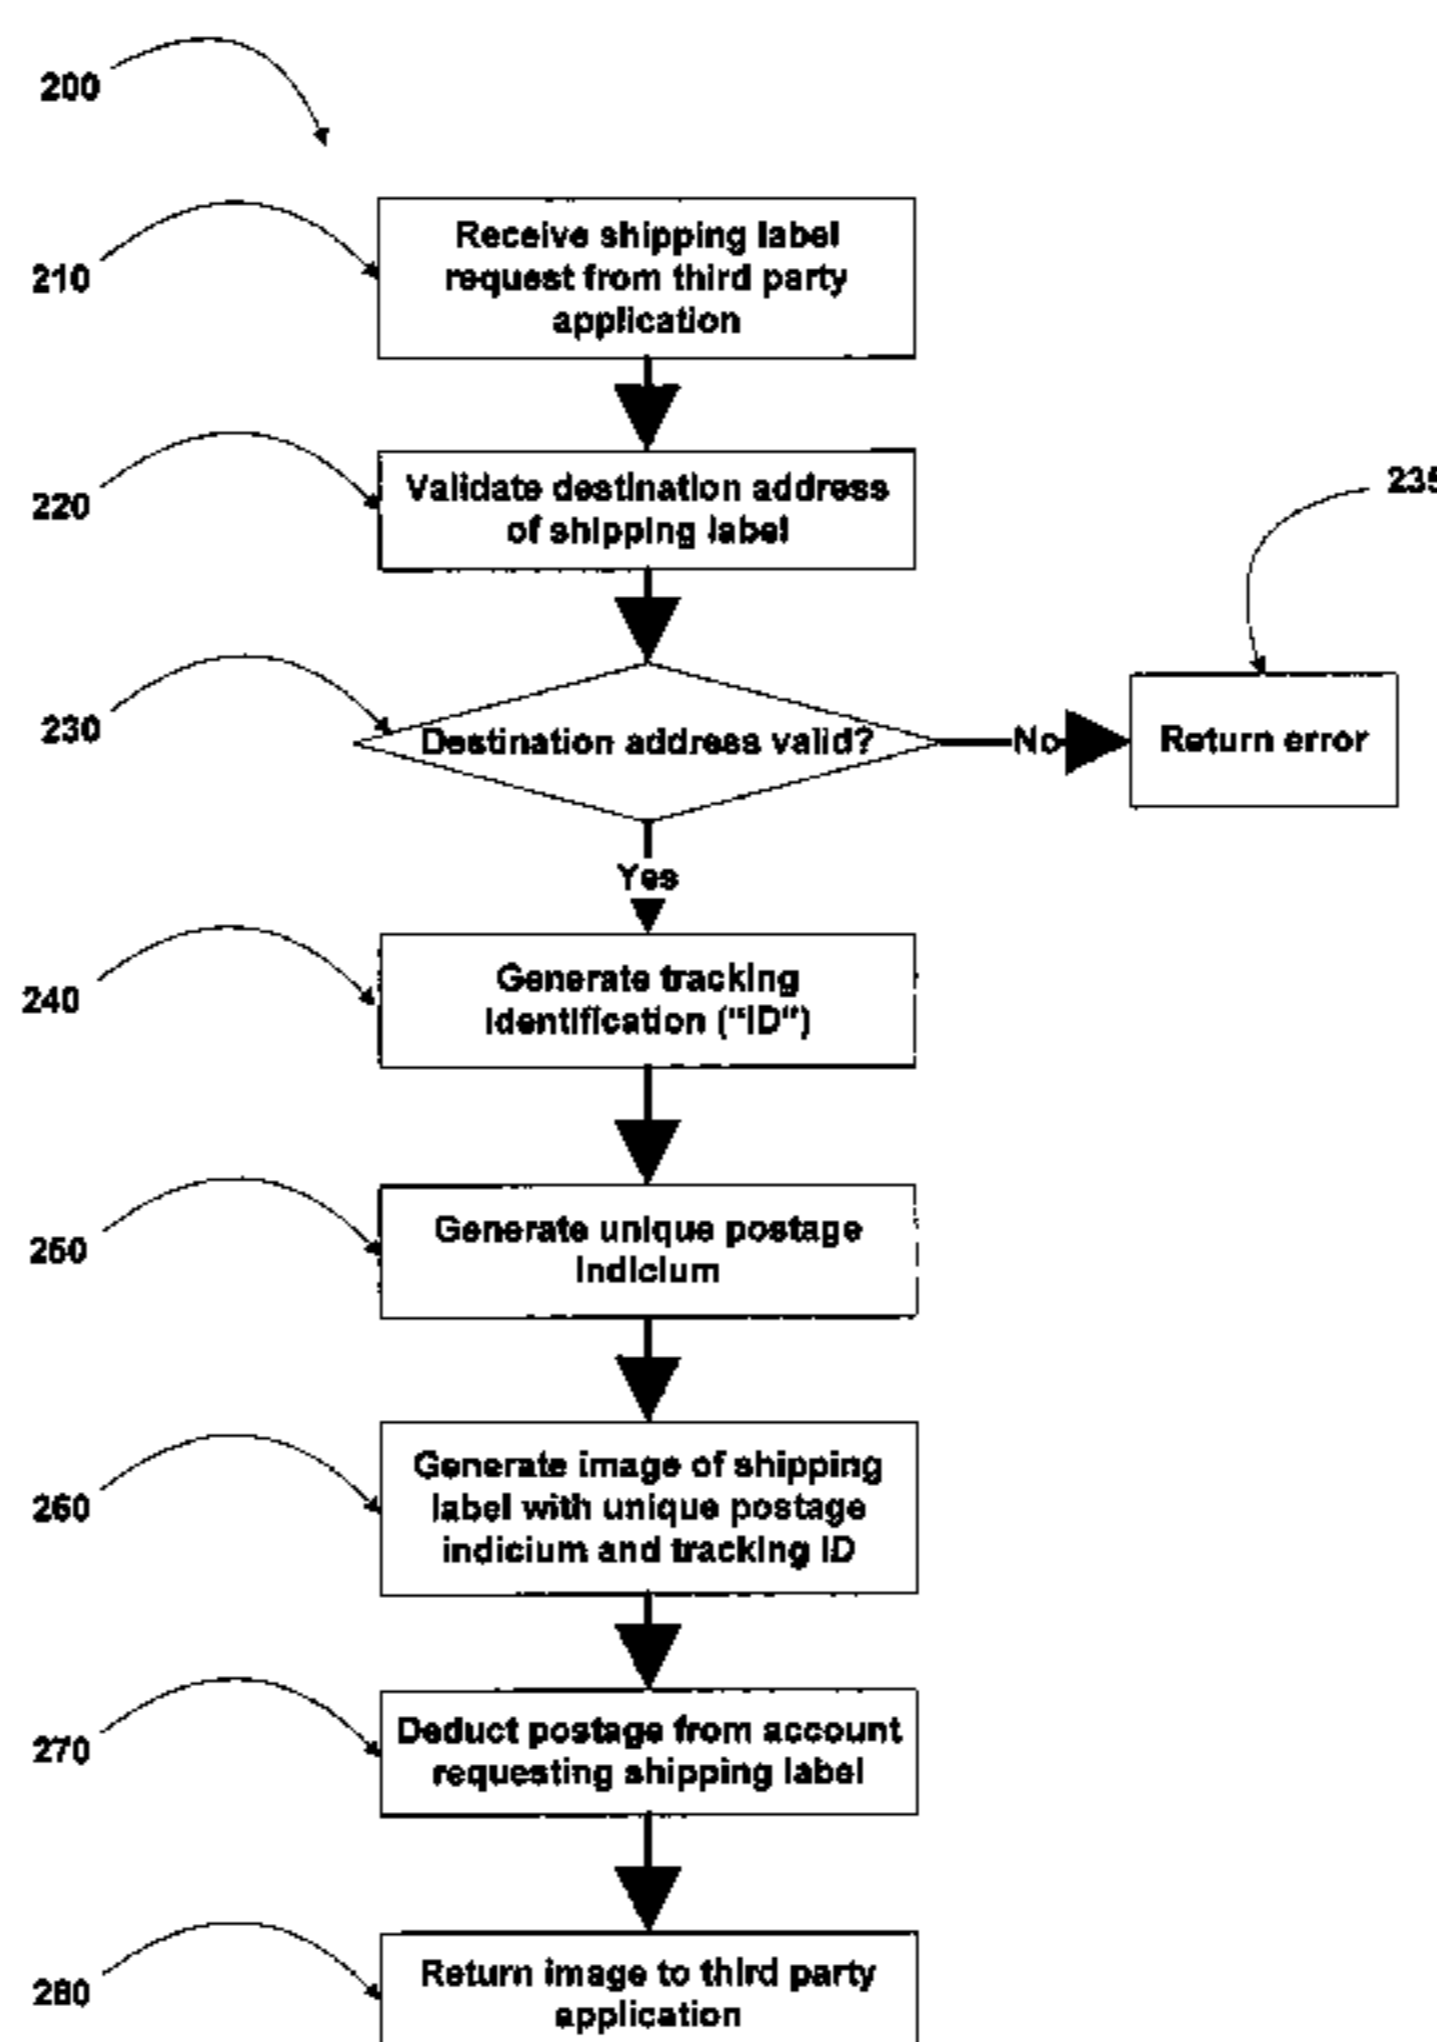 200
210
Receive shipping label
request from third party
application
220
Validate destination address
of shipping label
235
230
Destination address valid?
No
Return error
Yes
240
Generate tracking
identification ("ID")
250
Generate unique postage
indicium
260
Generate image of shipping
label with unique postage
indicium and tracking ID
270
Deduct postage from account
requesting shipping label
280
Return image to third party
application